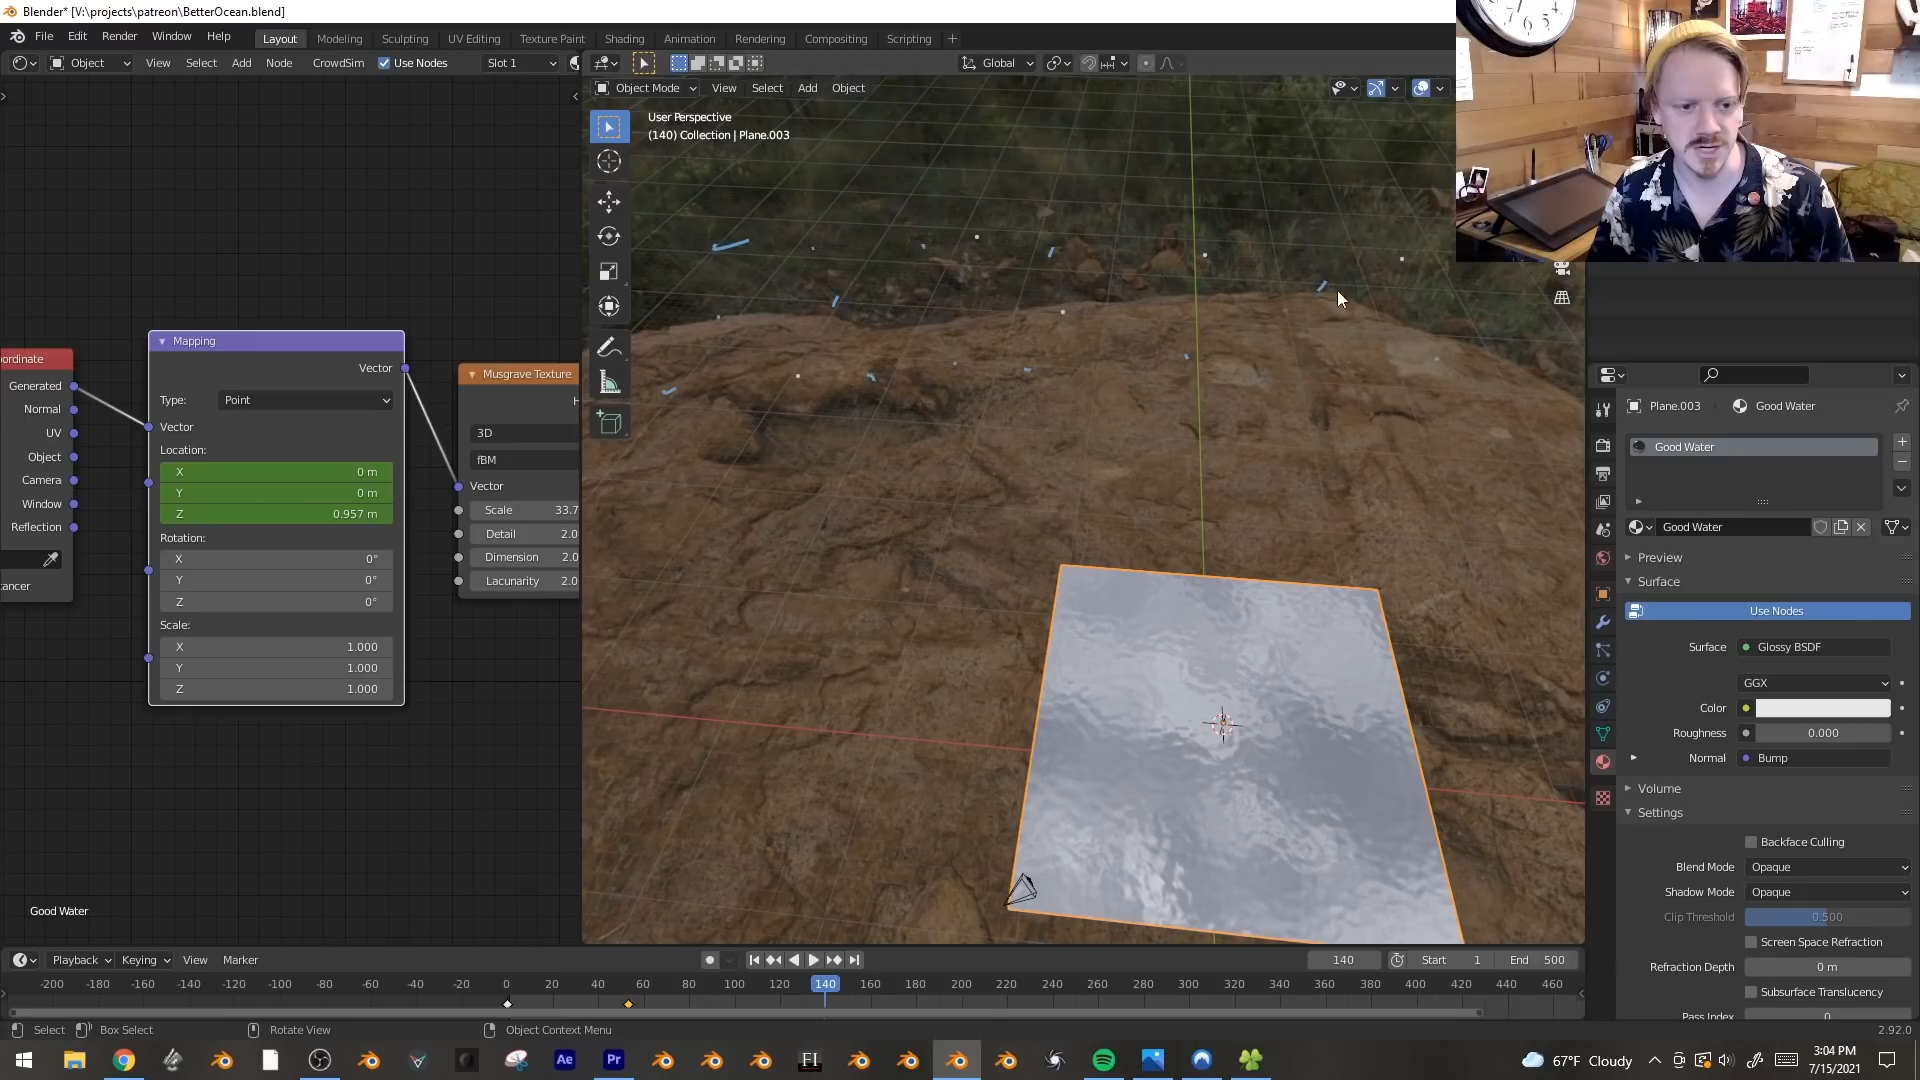 Blender* [V:\projects\patreon\BetterOcean.blend]
File Edit Render Window Help Layout Modeling Sculpting UV Editing Texture Paint Shading Animation Rendering Compositing Scripting
Object View Select Add Node CrowdSim Use Nodes Slot 1
Global
Object Mode View Select Add Object
User Perspective
(140) Collection | Plane.003
ordinate
Generated
Normal
UV
Object
Camera
Window
Reflection
ancer
Mapping
Vector
Type: Point
Vector
Location:
X 0 m
Y 0 m
Z 0.957 m
Rotation:
X 0°
Y 0°
Z 0°
Scale:
X 1.000
Y 1.000
Z 1.000
Musgrave Texture
H
3D
fBM
Vector
Scale 33.7
Detail 2.0
Dimension 2.0
Lacunarity 2.0
Good Water
Plane.003 Good Water
Good Water
Good Water
Preview
Surface
Use Nodes
Surface Glossy BSDF
GGX
Color
Roughness 0.000
Normal Bump
Volume
Settings
Backface Culling
Blend Mode Opaque
Shadow Mode Opaque
Clip Threshold 0.500
Screen Space Refraction
Refraction Depth 0 m
Subsurface Translucency
Pass Index 0
Playback Keying View Marker 140 Start 1 End 500
-200 -180 -160 -140 -120 -100 -80 -60 -40 -20 0 20 40 60 80 100 120 140 160 180 200 220 240 260 280 300 320 340 360 380 400 420 440 460
Select Box Select Rotate View Object Context Menu 2.92.0
Ae Pr FI 67°F Cloudy
3:04 PM
7/15/2021